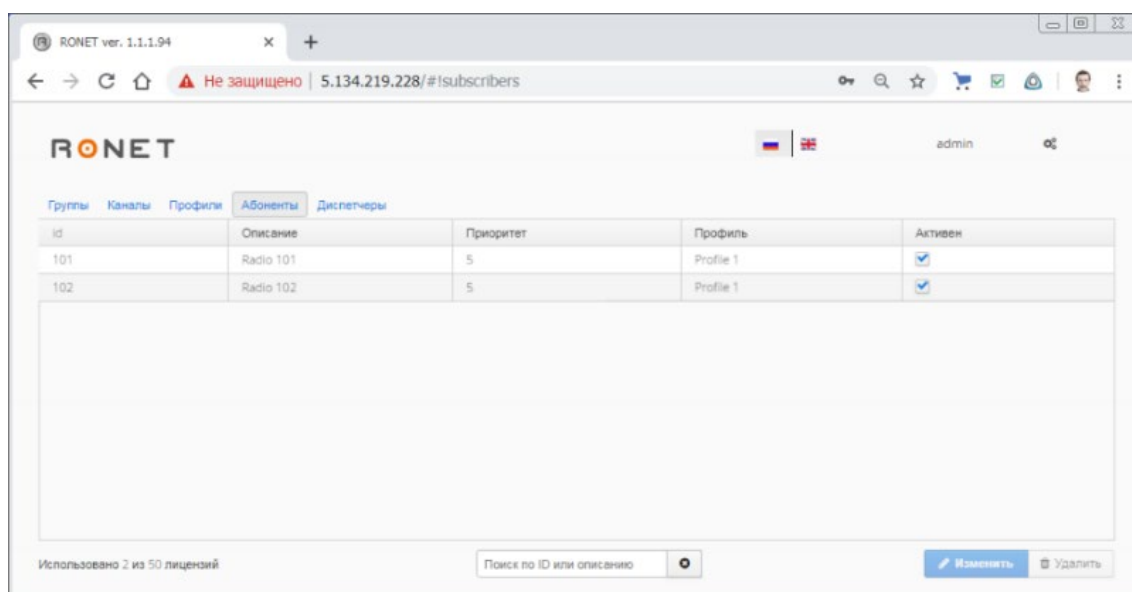 RONET ver. 1.1.1.94
Не защищено 5.134.219.228/#!subscribers
RONET admin
Группы Каналы Профили Абоненты Диспетчеры
id Описание Приоритет Профиль Активен
101 Radio 101 5 Profile 1
102 Radio 102 5 Profile 1
Использовано 2 из 50 лицензий Поиск по ID или описанию Изменить Удалить